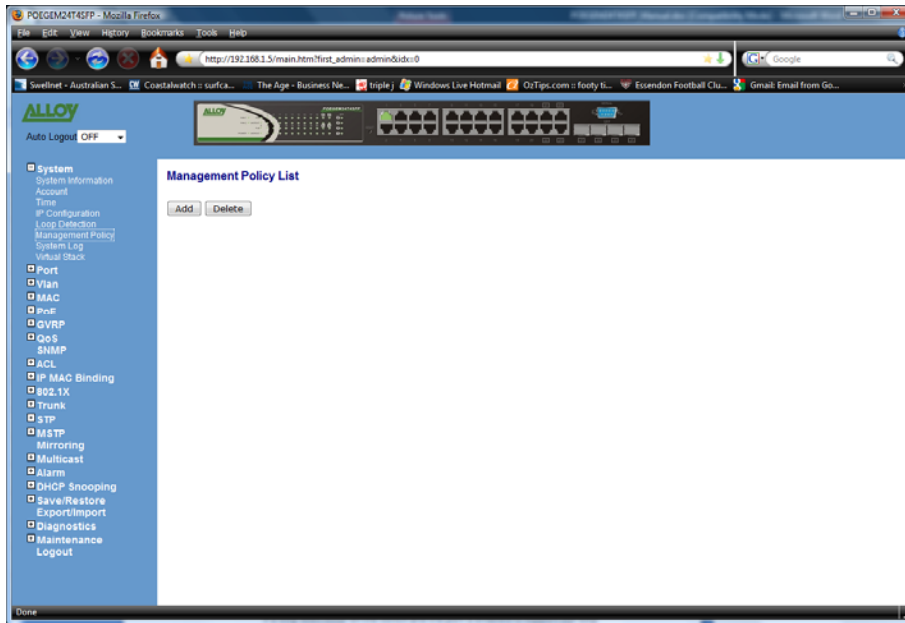 POEGEM24T4SFP - Mozilla Firefox
File Edit View History Bookmarks Tools Help
http://192.168.1.5/main.htm?first_admin=admin&idx=0
Google
Swellnet - Australian S... Coastalwatch :: surfca... The Age - Business Ne... triple j Windows Live Hotmail OzTips.com :: footy ti... Essendon Football Clu... Gmail: Email from Go...
ALLOY
Auto Logout OFF
ALLOY
System
System Information
Account
Time
IP Configuration
Loop Detection
Management Policy
System Log
Virtual Stack
Port
Vlan
MAC
PoE
GVRP
QoS
SNMP
ACL
IP MAC Binding
802.1X
Trunk
STP
MSTP
Mirroring
Multicast
Alarm
DHCP Snooping
Save/Restore
Export/Import
Diagnostics
Maintenance
Logout
Management Policy List
Add Delete
Done